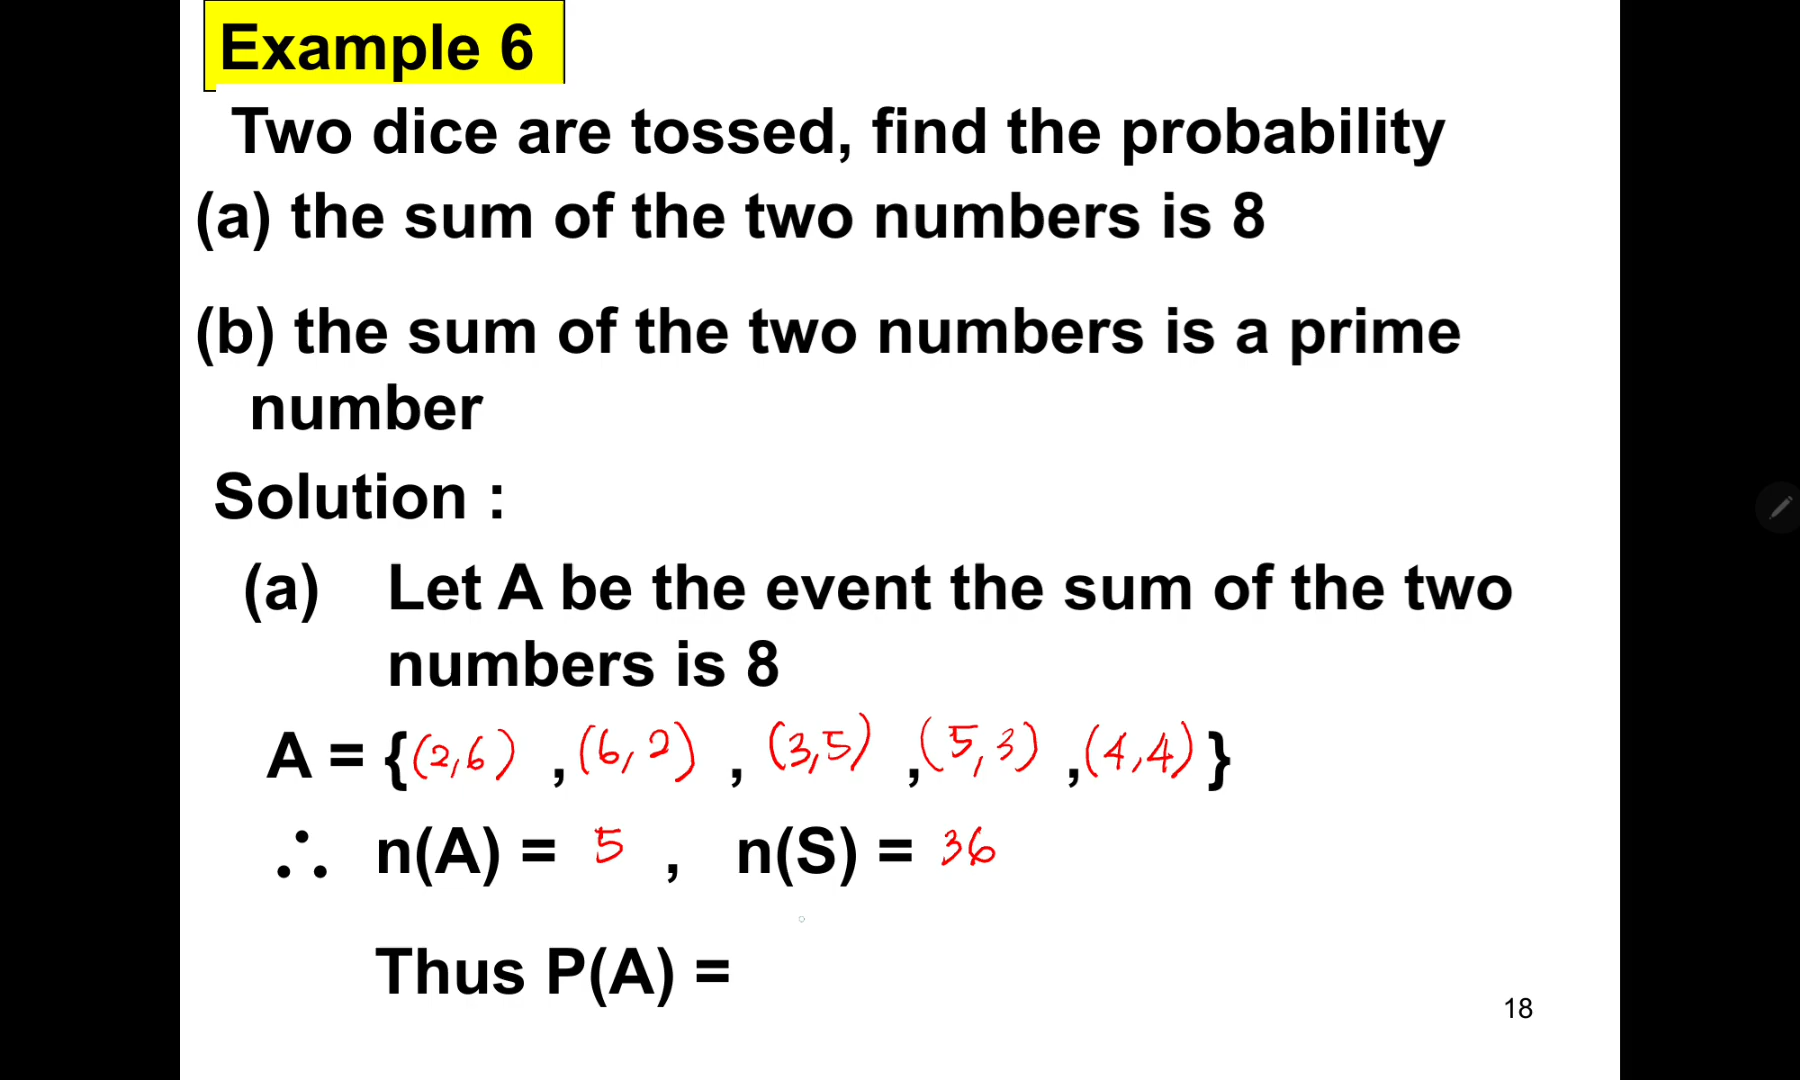 Example 6
Two dice are tossed, find the probability
(a) the sum of the two numbers is 8
(b) the sum of the two numbers is a prime
number
Solution :
(a) Let A be the event the sum of the two
numbers is 8
A = {(2,6) , (6,2) , (3,5) , (5,3) , (4,4)}
∴ n(A) = 5 , n(S) = 36
Thus P(A) =
18